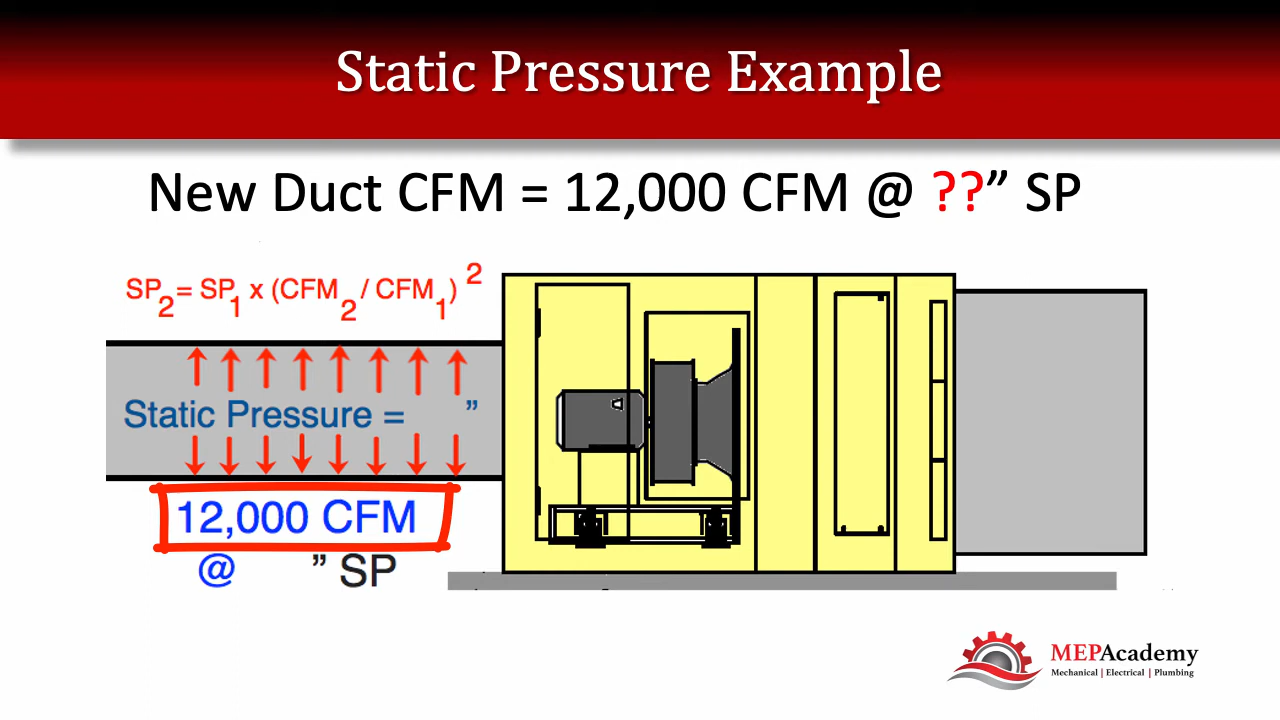 Static Pressure Example
New Duct CFM = 12,000 CFM @ ??” SP
SP2 = SP1 x (CFM2 / CFM1)2
Static Pressure = ”
12,000 CFM
@ ” SP
MEPAcademy
Mechanical | Electrical | Plumbing